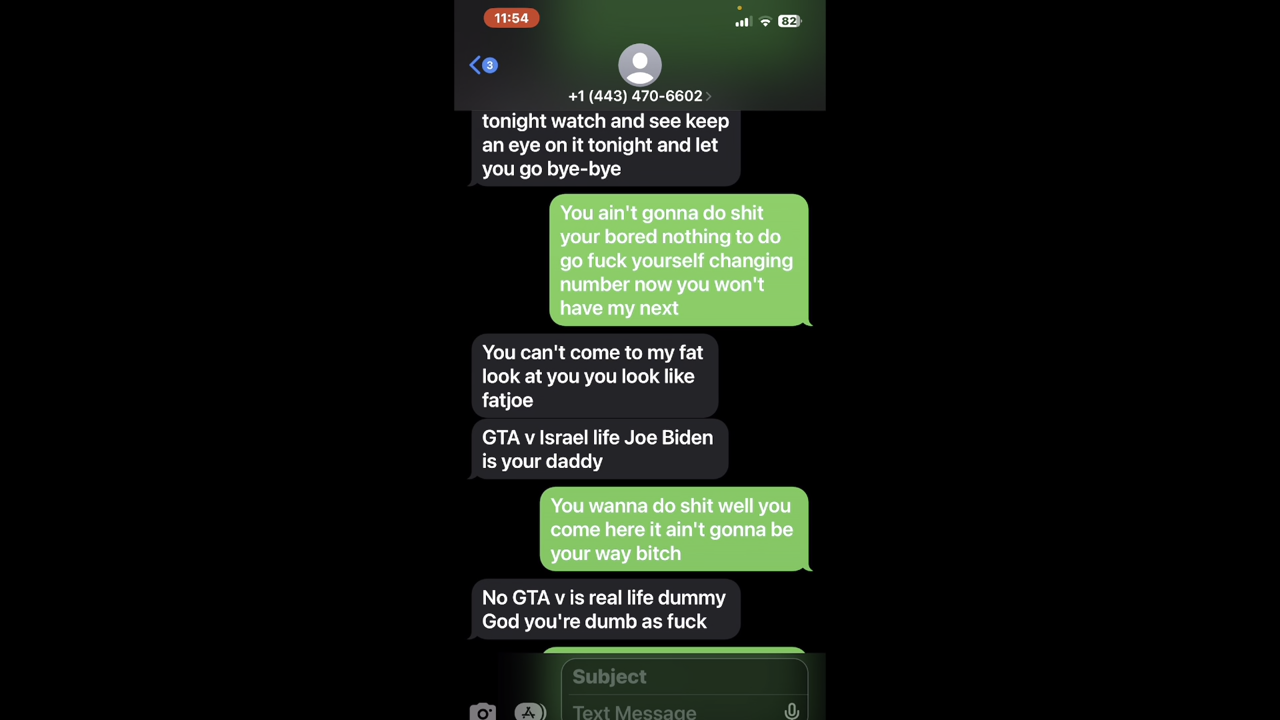 11:54
82
3
+1 (443) 470-6602
tonight watch and see keep
an eye on it tonight and let
you go bye-bye
You ain't gonna do shit
your bored nothing to do
go fuck yourself changing
number now you won't
have my next
You can't come to my fat
look at you you look like
fatjoe
GTA v Israel life Joe Biden
is your daddy
You wanna do shit well you
come here it ain't gonna be
your way bitch
No GTA v is real life dummy
God you're dumb as fuck
Subject
Text Message